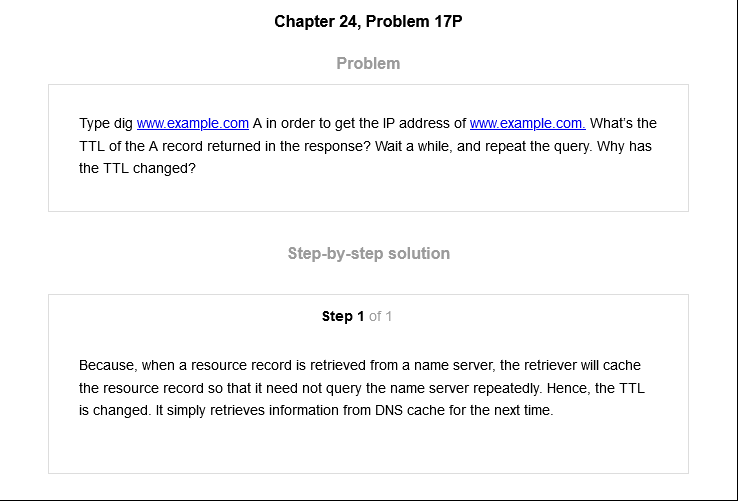 Chapter 24, Problem 17P
Problem
Type dig www.example.com A in order to get the IP address of www.example.com. What's the
TTL of the A record returned in the response? Wait a while, and repeat the query. Why has
the TTL changed?
Step-by-step solution
Step 1 of 1
Because, when a resource record is retrieved from a name server, the retriever will cache
the resource record so that it need not query the name server repeatedly. Hence, the TTL
is changed. It simply retrieves information from DNS cache for the next time.